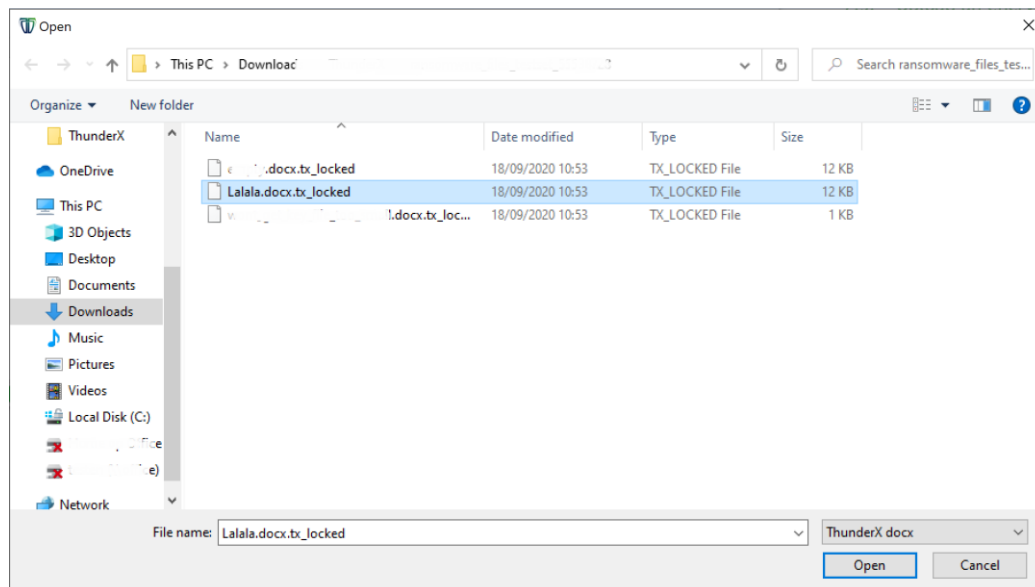 Open
This PC > Downloac
Search ransomware_files_tes...
Organize
New folder
ThunderX
OneDrive
This PC
3D Objects
Desktop
Documents
Downloads
Music
Pictures
Videos
Local Disk (C:)
Network
Name Date modified Type Size
.docx.tx_locked 18/09/2020 10:53 TX_LOCKED File 12 KB
Lalala.docx.tx_locked 18/09/2020 10:53 TX_LOCKED File 12 KB
.docx.tx_loc... 18/09/2020 10:53 TX_LOCKED File 1 KB
File name: Lalala.docx.tx_locked ThunderX docx
Open Cancel